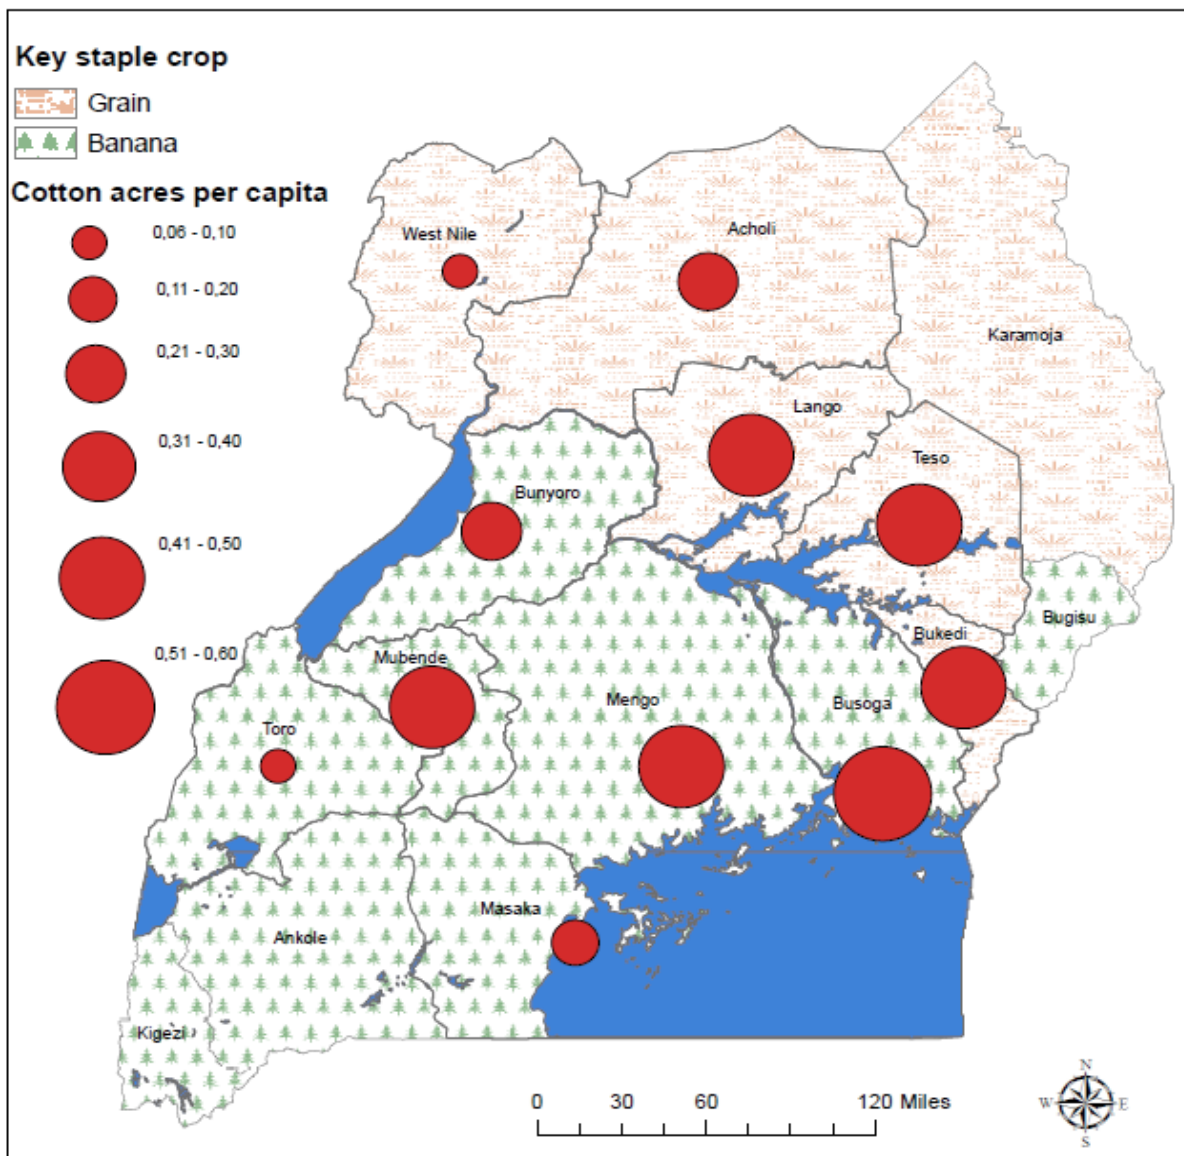 Key staple crop
Grain
Banana
Cotton acres per capita
0,06 - 0,10
0,11 - 0,20
0,21 - 0,30
0,31 - 0,40
0,41 - 0,50
0,51 - 0,60
West Nile
Acholi
Karamoja
Lango
Teso
Bunyoro
Bugisu
Bukedi
Mubende
Mengo
Busoga
Toro
Masaka
Ankole
Kigezi
0 30 60 120 Miles
N
W E
S